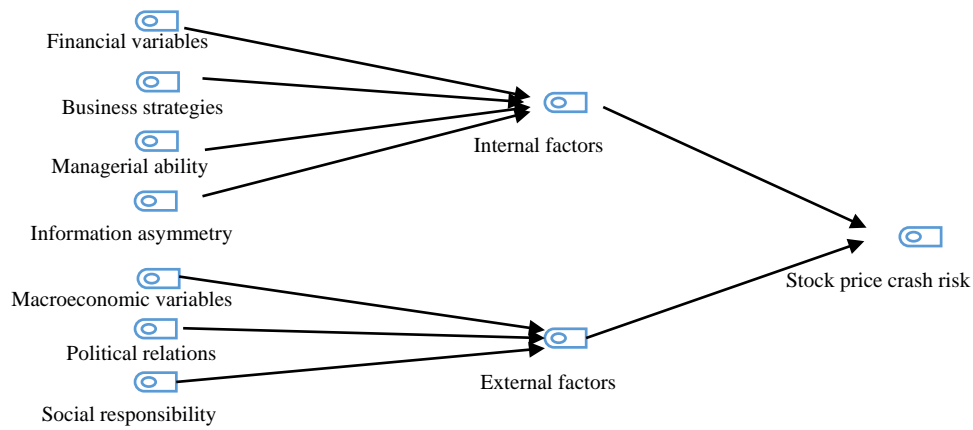 Financial variables
Business strategies
Managerial ability
Information asymmetry
Macroeconomic variables
Political relations
Social responsibility
Internal factors
External factors
Stock price crash risk